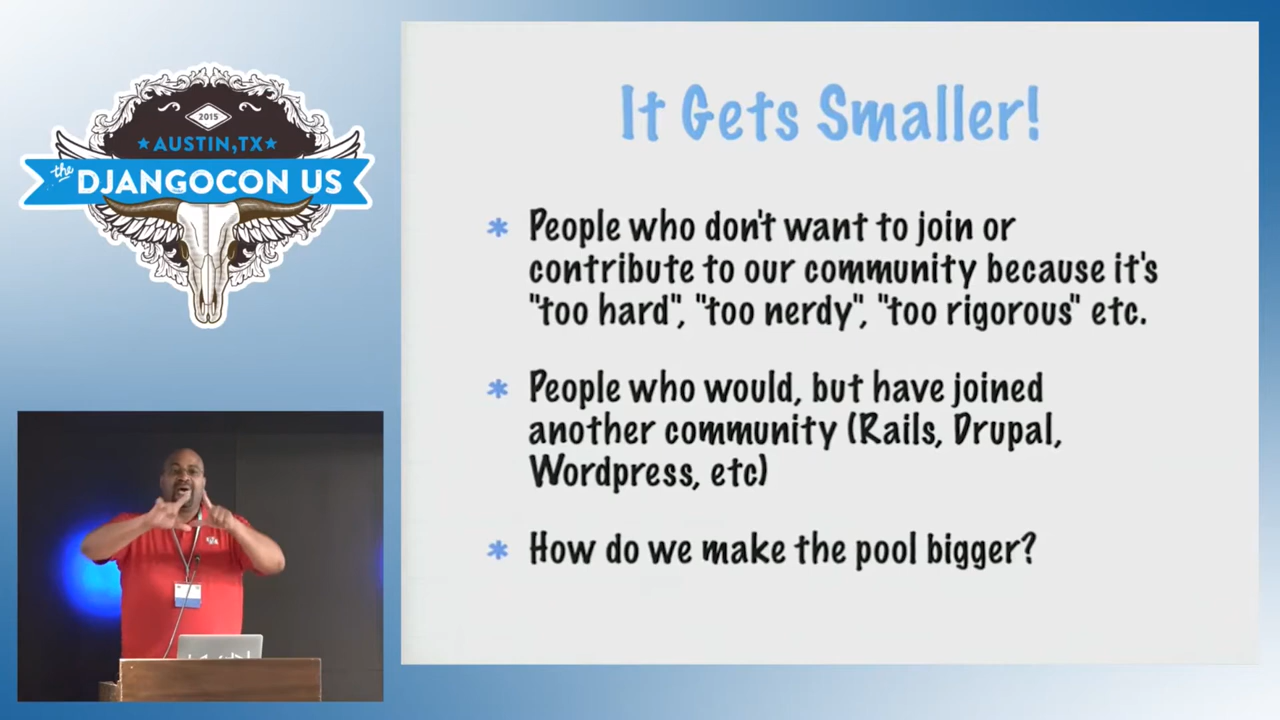 2015
★ AUSTIN, TX ★
the
DJANGOCON US
It Gets Smaller!
* People who don't want to join or
contribute to our community because it's
"too hard", "too nerdy", "too rigorous" etc.
* People who would, but have joined
another community (Rails, Drupal,
Wordpress, etc)
* How do we make the pool bigger?